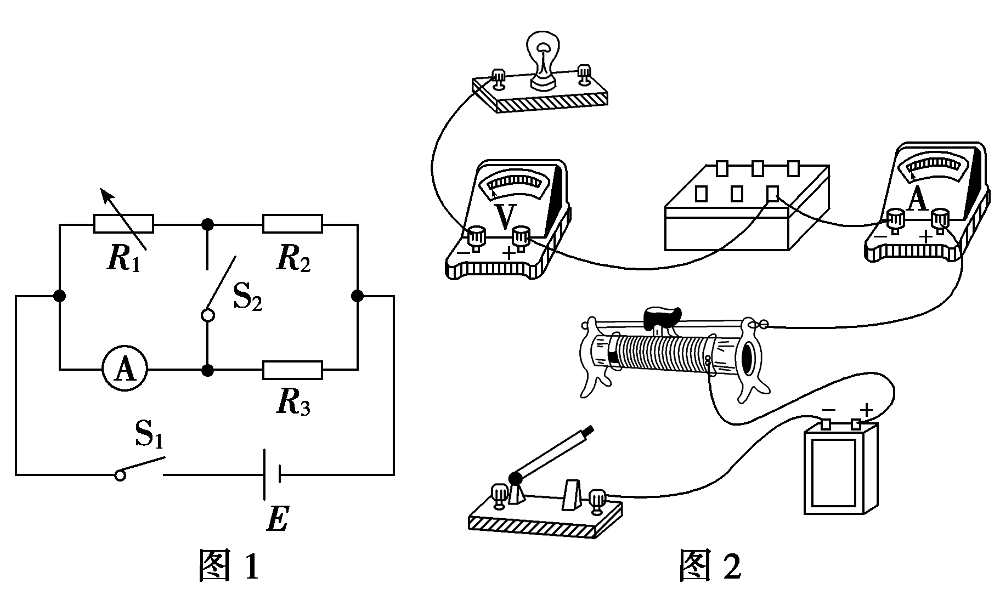 R₁
R₂
S₂
A
R₃
S₁
E
图 1
V
− +
A
− +
− +
图 2